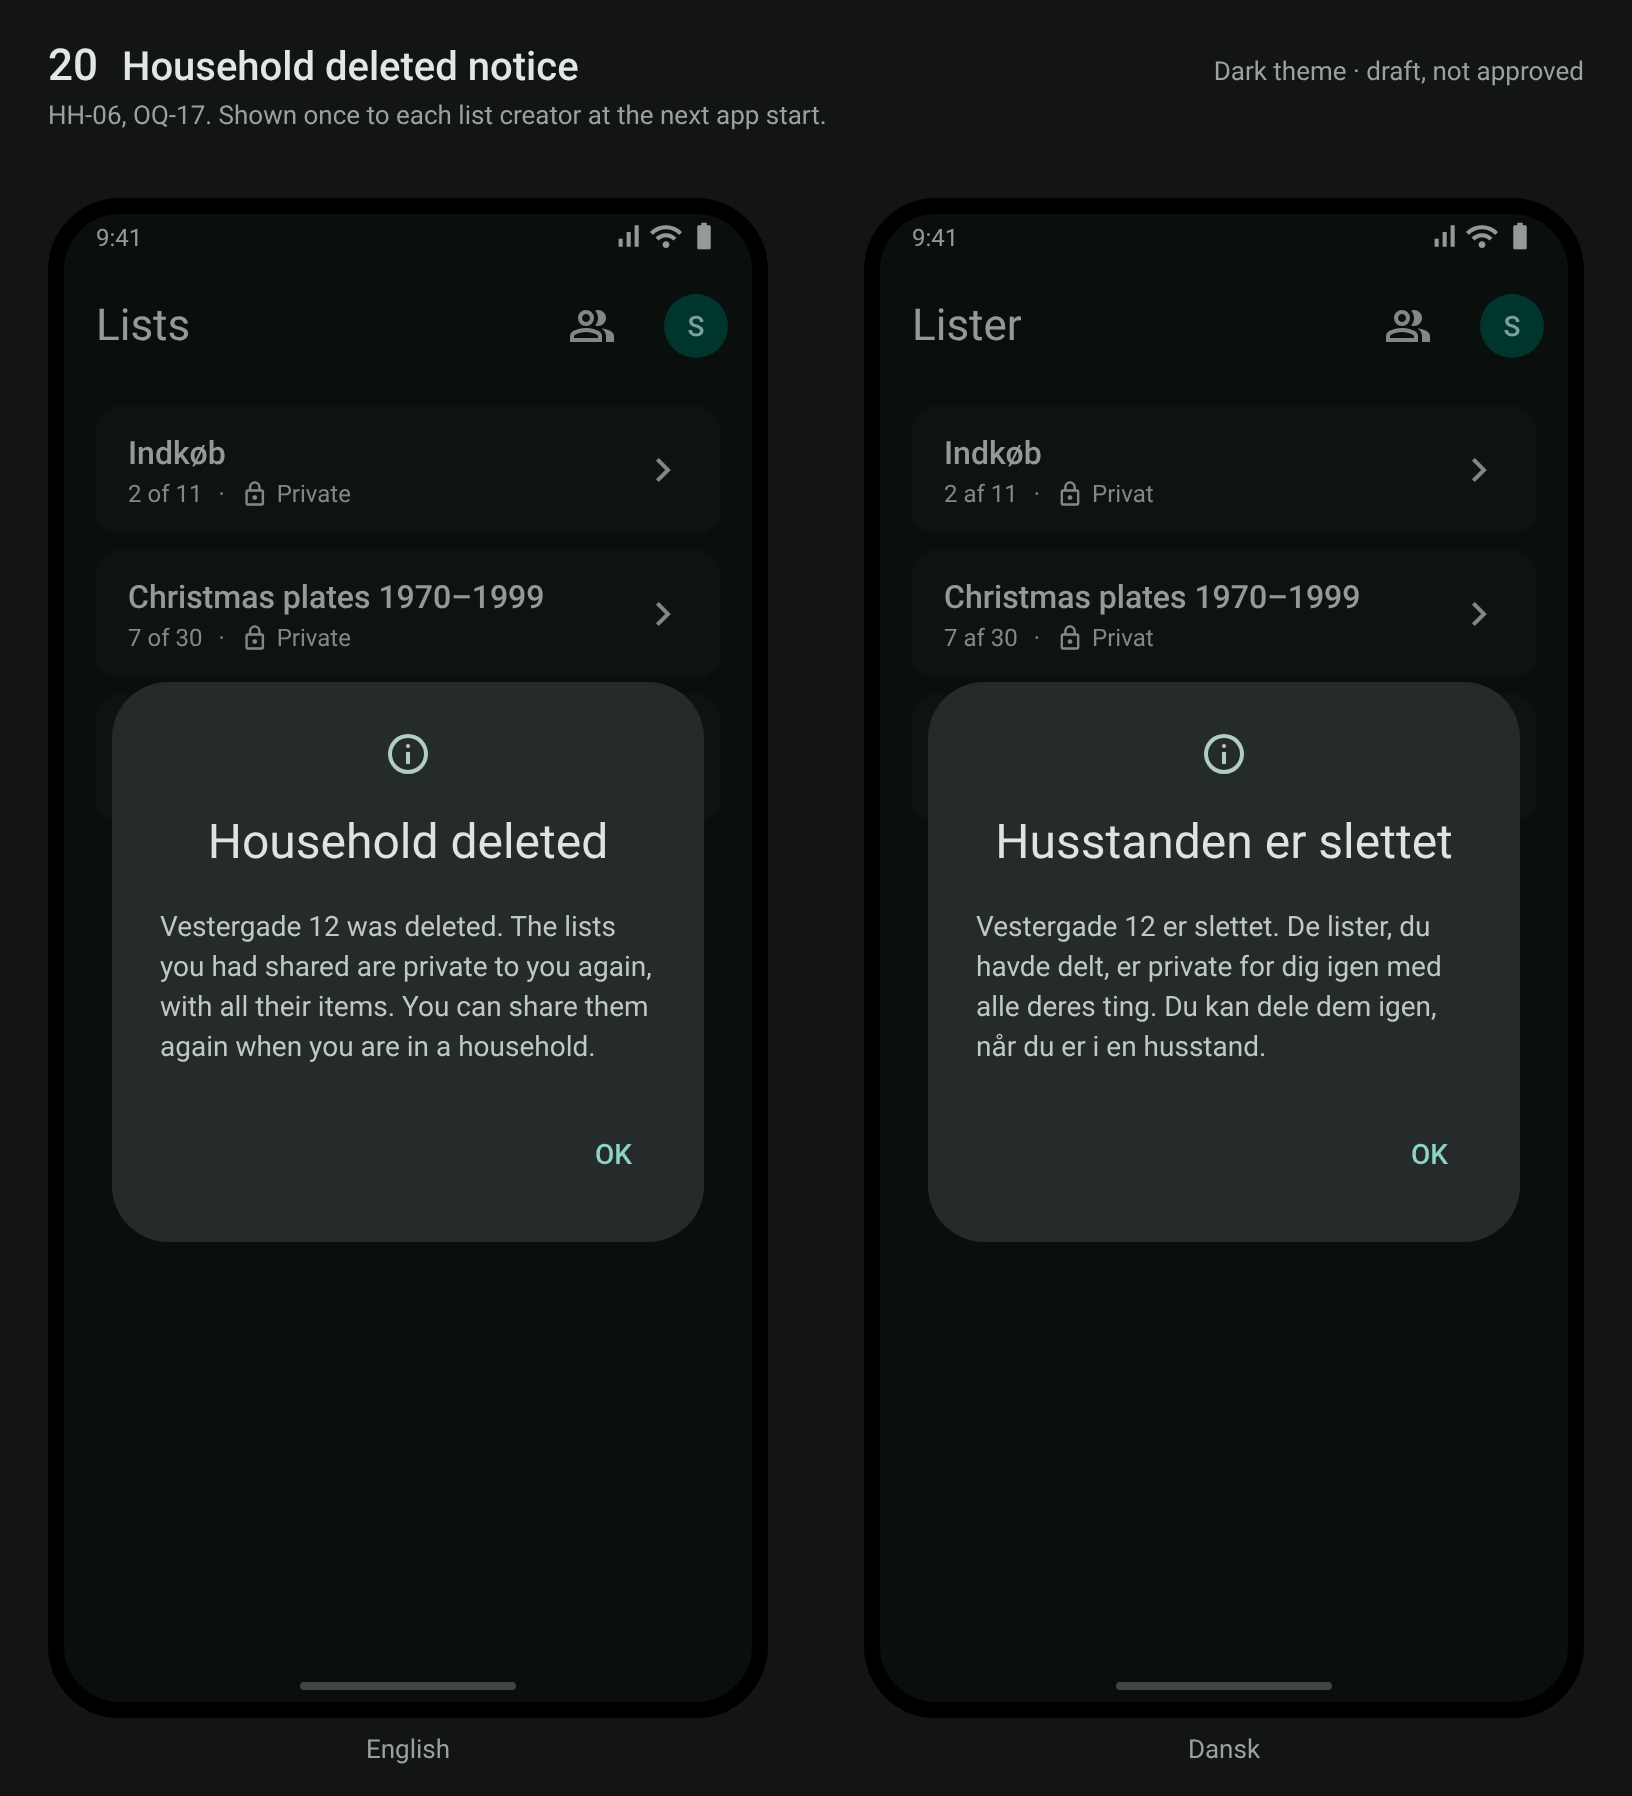 20 Household deleted notice
Dark theme · draft, not approved
HH-06, OQ-17. Shown once to each list creator at the next app start.
9:41
Lists
S
Indkøb
2 of 11 · Private
Christmas plates 1970–1999
7 of 30 · Private
Household deleted
Vestergade 12 was deleted. The lists
you had shared are private to you again,
with all their items. You can share them
again when you are in a household.
OK
English
9:41
Lister
S
Indkøb
2 af 11 · Privat
Christmas plates 1970–1999
7 af 30 · Privat
Husstanden er slettet
Vestergade 12 er slettet. De lister, du
havde delt, er private for dig igen med
alle deres ting. Du kan dele dem igen,
når du er i en husstand.
OK
Dansk